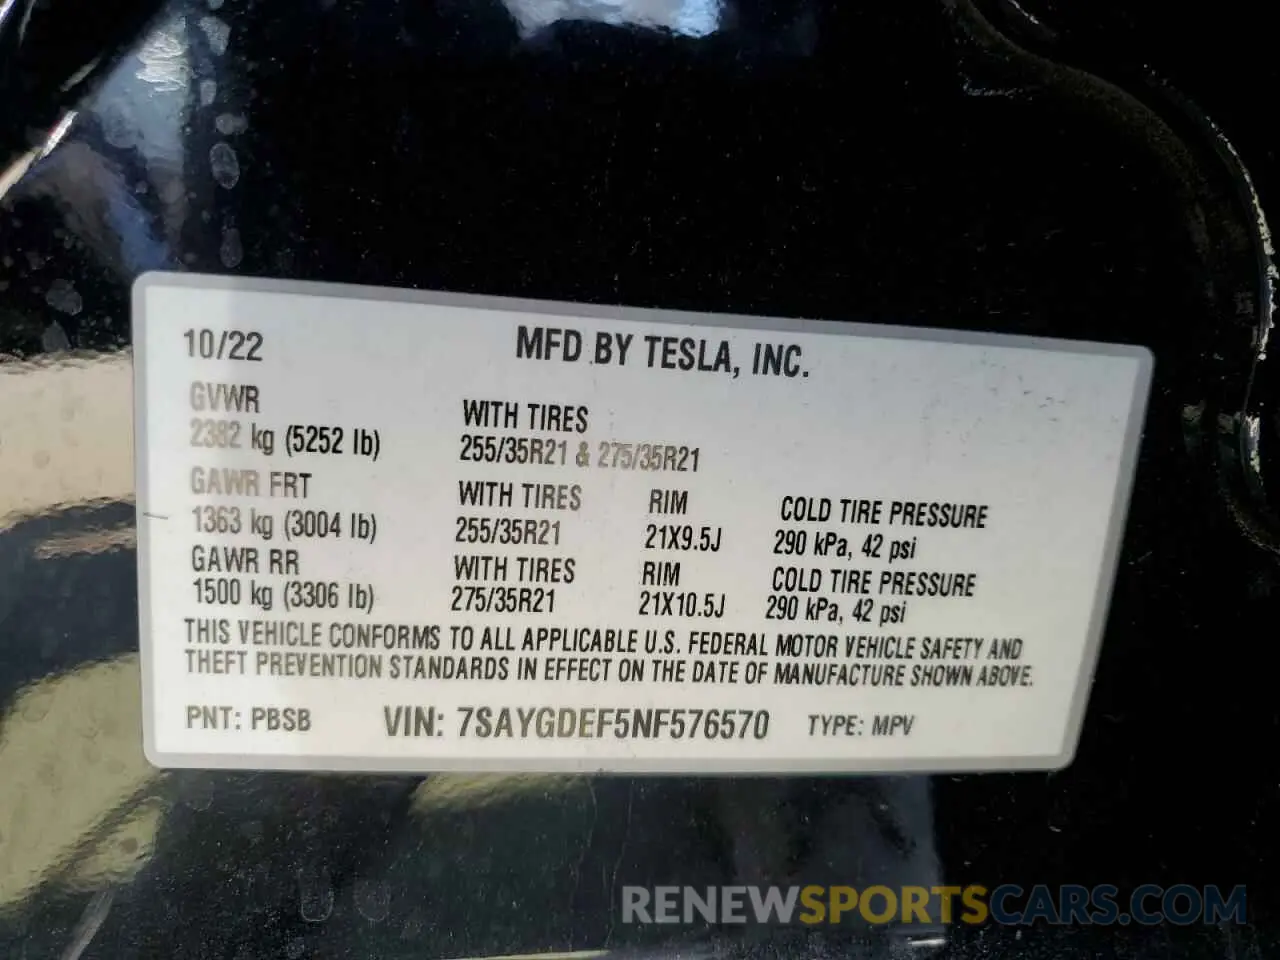 10/22 MFD BY TESLA, INC.
GVWR WITH TIRES
2382 kg (5252 lb) 255/35R21 & 275/35R21
GAWR FRT WITH TIRES RIM COLD TIRE PRESSURE
1363 kg (3004 lb) 255/35R21 21X9.5J 290 kPa, 42 psi
GAWR RR WITH TIRES RIM COLD TIRE PRESSURE
1500 kg (3306 lb) 275/35R21 21X10.5J 290 kPa, 42 psi
THIS VEHICLE CONFORMS TO ALL APPLICABLE U.S. FEDERAL MOTOR VEHICLE SAFETY AND
THEFT PREVENTION STANDARDS IN EFFECT ON THE DATE OF MANUFACTURE SHOWN ABOVE.
PNT: PBSB VIN: 7SAYGDEF5NF576570 TYPE: MPV
RENEWSPORTSCARS.COM